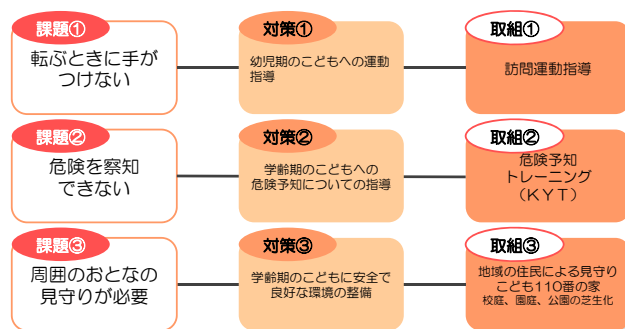 課題①
転ぶときに手が
つけない
対策①
幼児期のこどもへの運動
指導
取組①
訪問運動指導
課題②
危険を察知
できない
対策②
学齢期のこどもへの
危険予知についての指導
取組②
危険予知
トレーニング
（ＫＹＴ）
課題③
周囲のおとなの
見守りが必要
対策③
学齢期のこどもに安全で
良好な環境の整備
取組③
地域の住民による見守り
こども110番の家
校庭、園庭、公園の芝生化